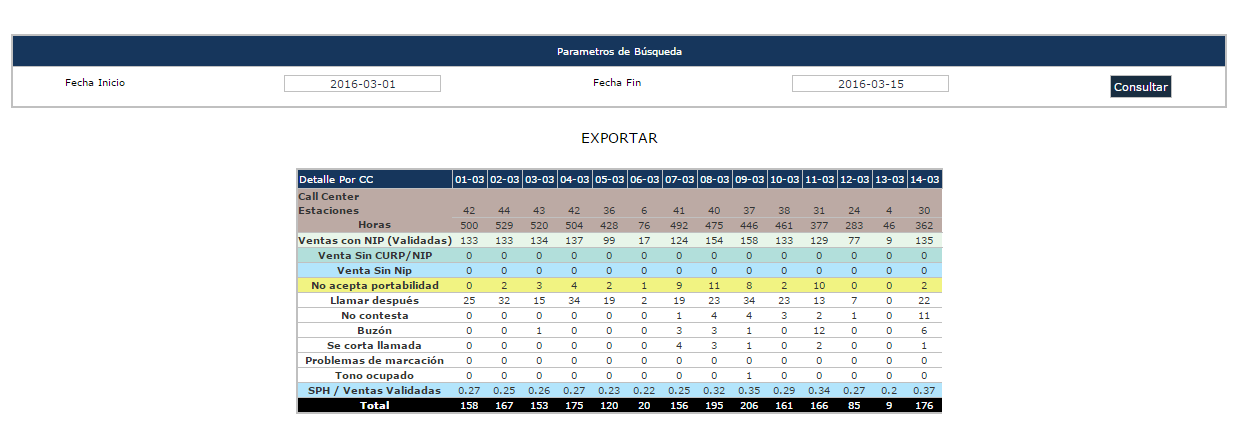 Parametros de Búsqueda
Fecha Inicio 2016-03-01 Fecha Fin 2016-03-15 Consultar
EXPORTAR
Detalle Por CC 01-03 02-03 03-03 04-03 05-03 06-03 07-03 08-03 09-03 10-03 11-03 12-03 13-03 14-03
Call Center
Estaciones 42 44 43 42 36 6 41 40 37 38 31 24 4 30
Horas 500 529 520 504 428 76 492 475 446 461 377 283 46 362
Ventas con NIP (Validadas) 133 133 134 137 99 17 124 154 158 133 129 77 9 135
Venta Sin CURP/NIP 0 0 0 0 0 0 0 0 0 0 0 0 0 0
Venta Sin Nip 0 0 0 0 0 0 0 0 0 0 0 0 0 0
No acepta portabilidad 0 2 3 4 2 1 9 11 8 2 10 0 0 2
Llamar después 25 32 15 34 19 2 19 23 34 23 13 7 0 22
No contesta 0 0 0 0 0 0 1 4 4 3 2 1 0 11
Buzón 0 0 1 0 0 0 3 3 1 0 12 0 0 6
Se corta llamada 0 0 0 0 0 0 4 3 1 0 2 0 0 1
Problemas de marcación 0 0 0 0 0 0 0 0 0 0 0 0 0 0
Tono ocupado 0 0 0 0 0 0 0 0 1 0 0 0 0 0
SPH / Ventas Validadas 0.27 0.25 0.26 0.27 0.23 0.22 0.25 0.32 0.35 0.29 0.34 0.27 0.2 0.37
Total 158 167 153 175 120 20 156 195 206 161 166 85 9 176